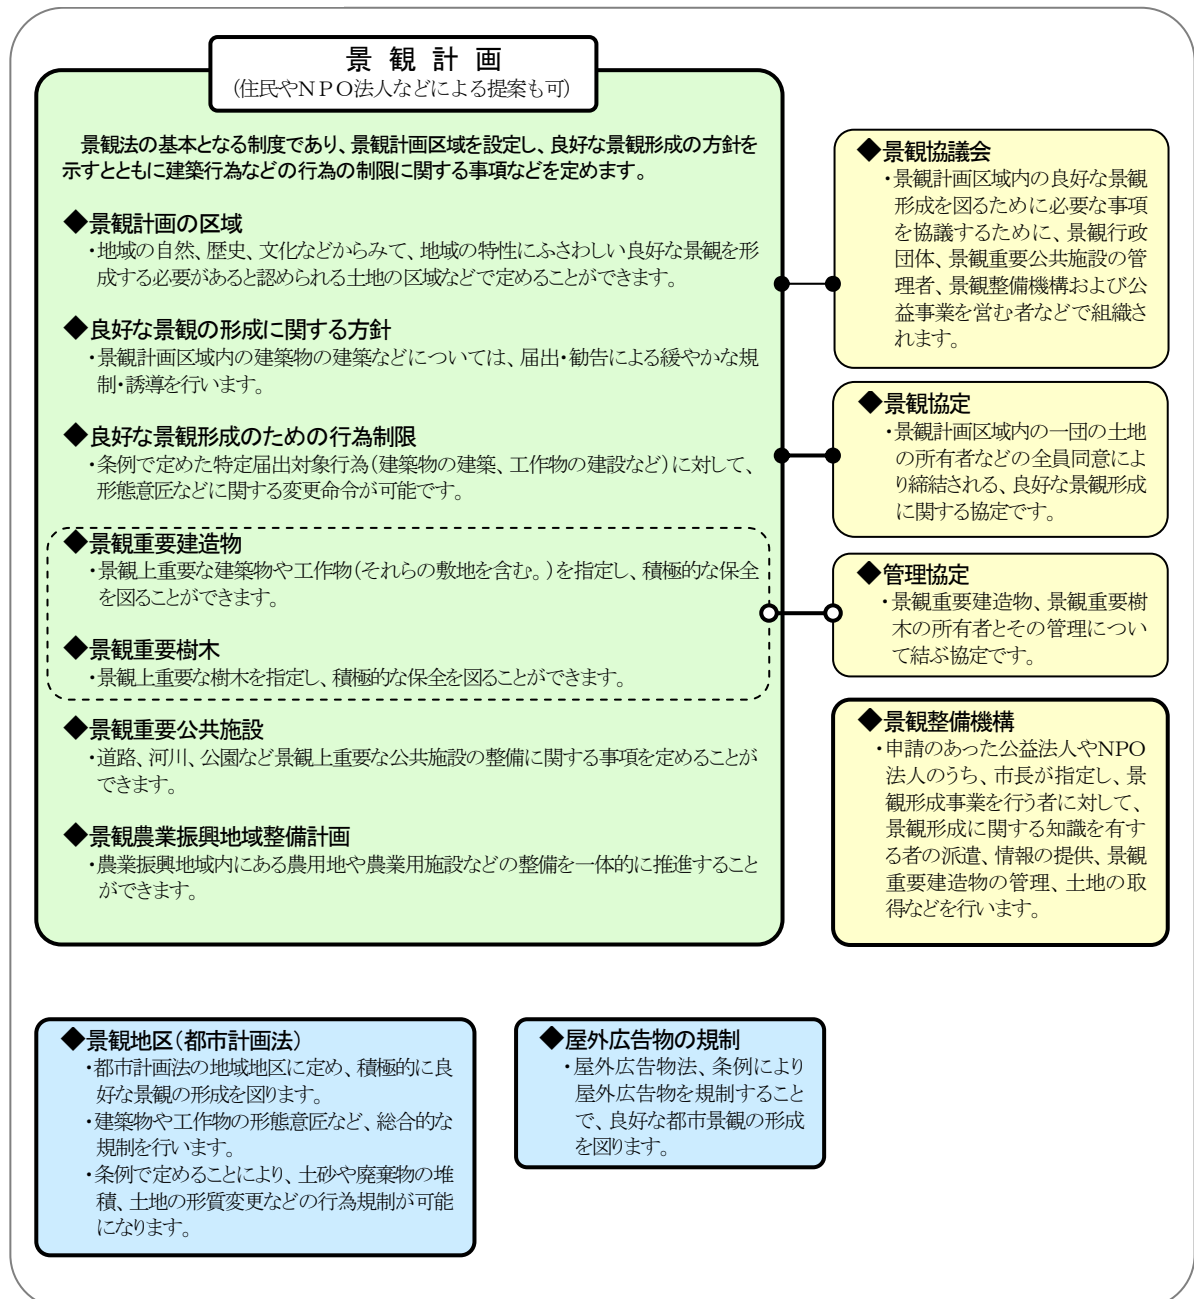 景 観 計 画
(住民やNPO法人などによる提案も可)
景観法の基本となる制度であり、景観計画区域を設定し、良好な景観形成の方針を
示すとともに建築行為などの行為の制限に関する事項などを定めます。
◆景観計画の区域
・地域の自然、歴史、文化などからみて、地域の特性にふさわしい良好な景観を形
成する必要があると認められる土地の区域などで定めることができます。
◆良好な景観の形成に関する方針
・景観計画区域内の建築物の建築などについては、届出・勧告による緩やかな規
制・誘導を行います。
◆良好な景観形成のための行為制限
・条例で定めた特定届出対象行為(建築物の建築、工作物の建設など)に対して、
形態意匠などに関する変更命令が可能です。
◆景観重要建造物
・景観上重要な建築物や工作物(それらの敷地を含む。)を指定し、積極的な保全
を図ることができます。
◆景観重要樹木
・景観上重要な樹木を指定し、積極的な保全を図ることができます。
◆景観重要公共施設
・道路、河川、公園など景観上重要な公共施設の整備に関する事項を定めることが
できます。
◆景観農業振興地域整備計画
・農業振興地域内にある農用地や農業用施設などの整備を一体的に推進すること
ができます。
◆景観協議会
・景観計画区域内の良好な景観
形成を図るために必要な事項
を協議するために、景観行政
団体、景観重要公共施設の管
理者、景観整備機構および公
益事業を営む者などで組織さ
れます。
◆景観協定
・景観計画区域内の一団の土地
の所有者などの全員同意によ
り締結される、良好な景観形成
に関する協定です。
◆管理協定
・景観重要建造物、景観重要樹
木の所有者とその管理につい
て結ぶ協定です。
◆景観整備機構
・申請のあった公益法人やNPO
法人のうち、市長が指定し、景
観形成事業を行う者に対して、
景観形成に関する知識を有す
る者の派遣、情報の提供、景観
重要建造物の管理、土地の取
得などを行います。
◆景観地区(都市計画法)
・都市計画法の地域地区に定め、積極的に良
好な景観の形成を図ります。
・建築物や工作物の形態意匠など、総合的な
規制を行います。
・条例で定めることにより、土砂や廃棄物の堆
積、土地の形質変更などの行為規制が可能
になります。
◆屋外広告物の規制
・屋外広告物法、条例により
屋外広告物を規制すること
で、良好な都市景観の形成
を図ります。